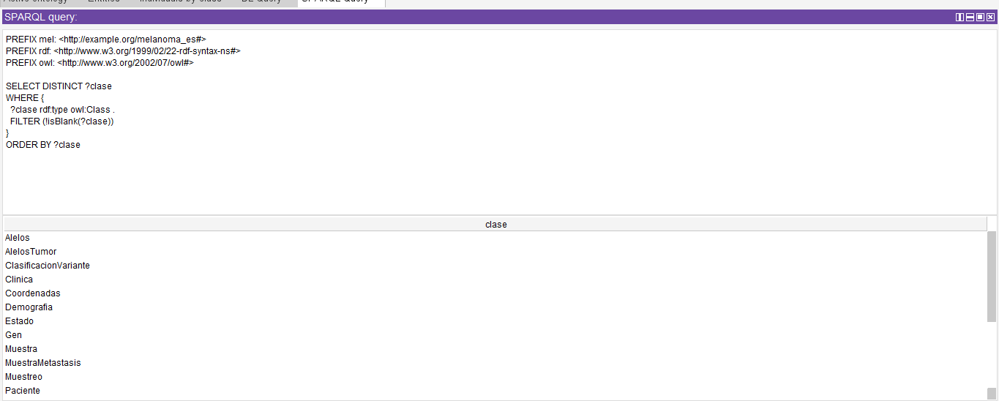 Active ontology Entities Individuals by class DL Query SPARQL Query
SPARQL query:
PREFIX mel: <http://example.org/melanoma_es#>
PREFIX rdf: <http://www.w3.org/1999/02/22-rdf-syntax-ns#>
PREFIX owl: <http://www.w3.org/2002/07/owl#>
SELECT DISTINCT ?clase
WHERE {
?clase rdf:type owl:Class .
FILTER (!isBlank(?clase))
}
ORDER BY ?clase
clase
Alelos
AlelosTumor
ClasificacionVariante
Clinica
Coordenadas
Demografia
Estado
Gen
Muestra
MuestraMetastasis
Muestreo
Paciente